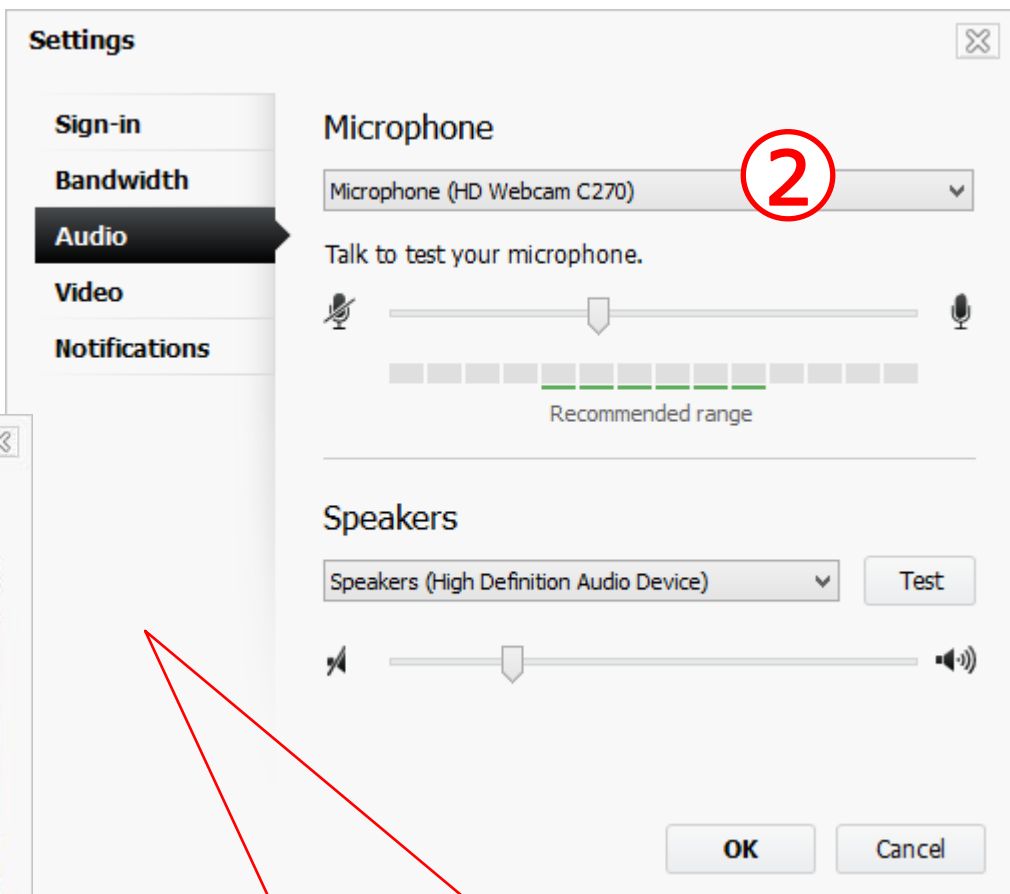 Settings
Sign-in
Bandwidth
Audio
Video
Notifications
Microphone
Microphone (HD Webcam C270)
②
Talk to test your microphone.
Recommended range
Speakers
Speakers (High Definition Audio Device)
Test
OK
Cancel